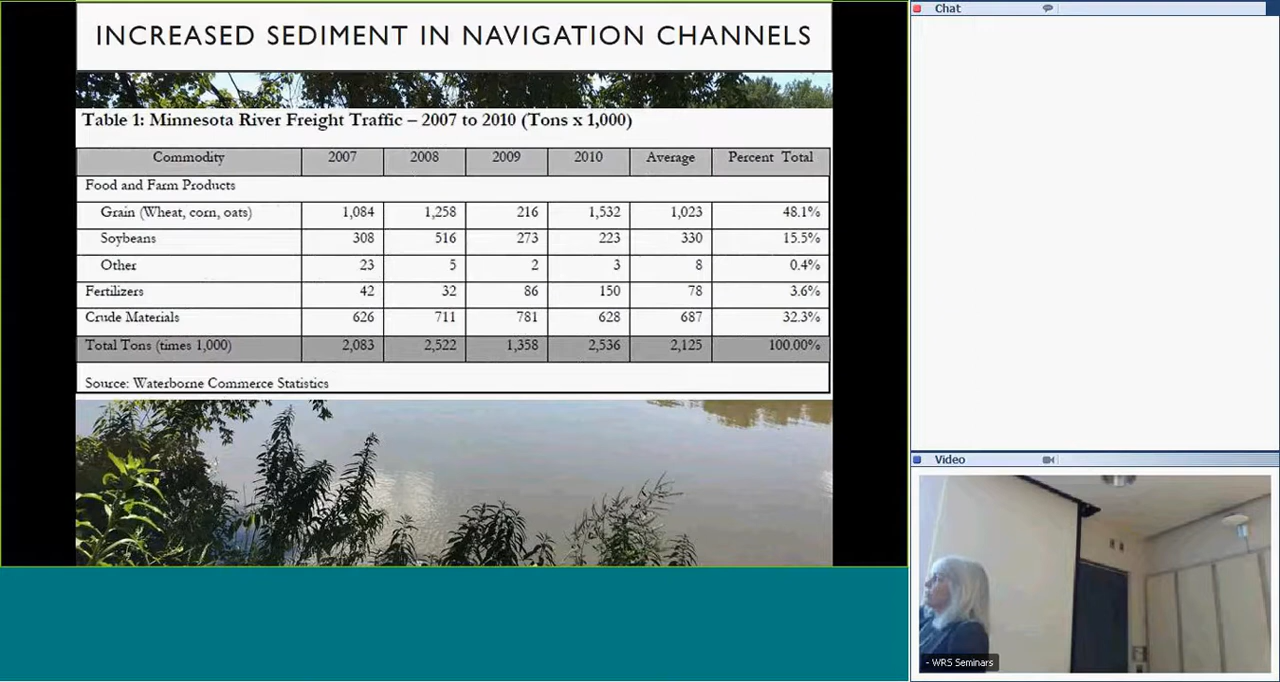 INCREASED SEDIMENT IN NAVIGATION CHANNELS
Table 1: Minnesota River Freight Traffic – 2007 to 2010 (Tons x 1,000)
Commodity 2007 2008 2009 2010 Average Percent Total
Food and Farm Products
Grain (Wheat, corn, oats) 1,084 1,258 216 1,532 1,023 48.1%
Soybeans 308 516 273 223 330 15.5%
Other 23 5 2 3 8 0.4%
Fertilizers 42 32 86 150 78 3.6%
Crude Materials 626 711 781 628 687 32.3%
Total Tons (times 1,000) 2,083 2,522 1,358 2,536 2,125 100.00%
Source: Waterborne Commerce Statistics
Chat
Video
- WRS Seminars